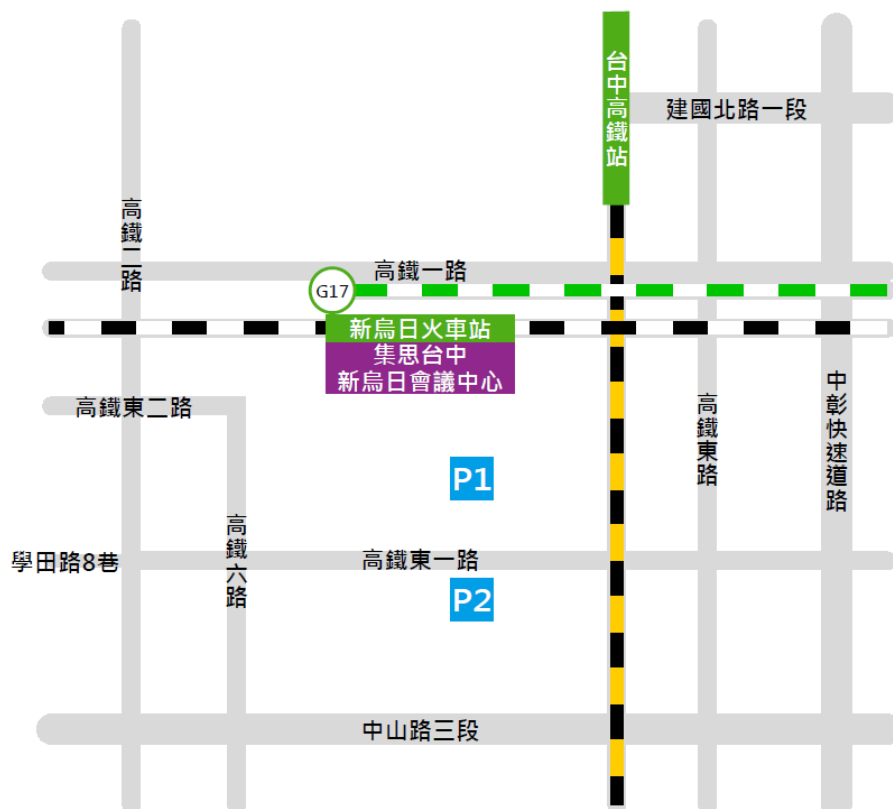 台中高鐵站
建國北路一段
高鐵二路
高鐵一路
G17
新烏日火車站
集思台中
新烏日會議中心
高鐵東二路
高鐵東路
中彰快速道路
P1
高鐵六路
學田路8巷
高鐵東一路
P2
中山路三段